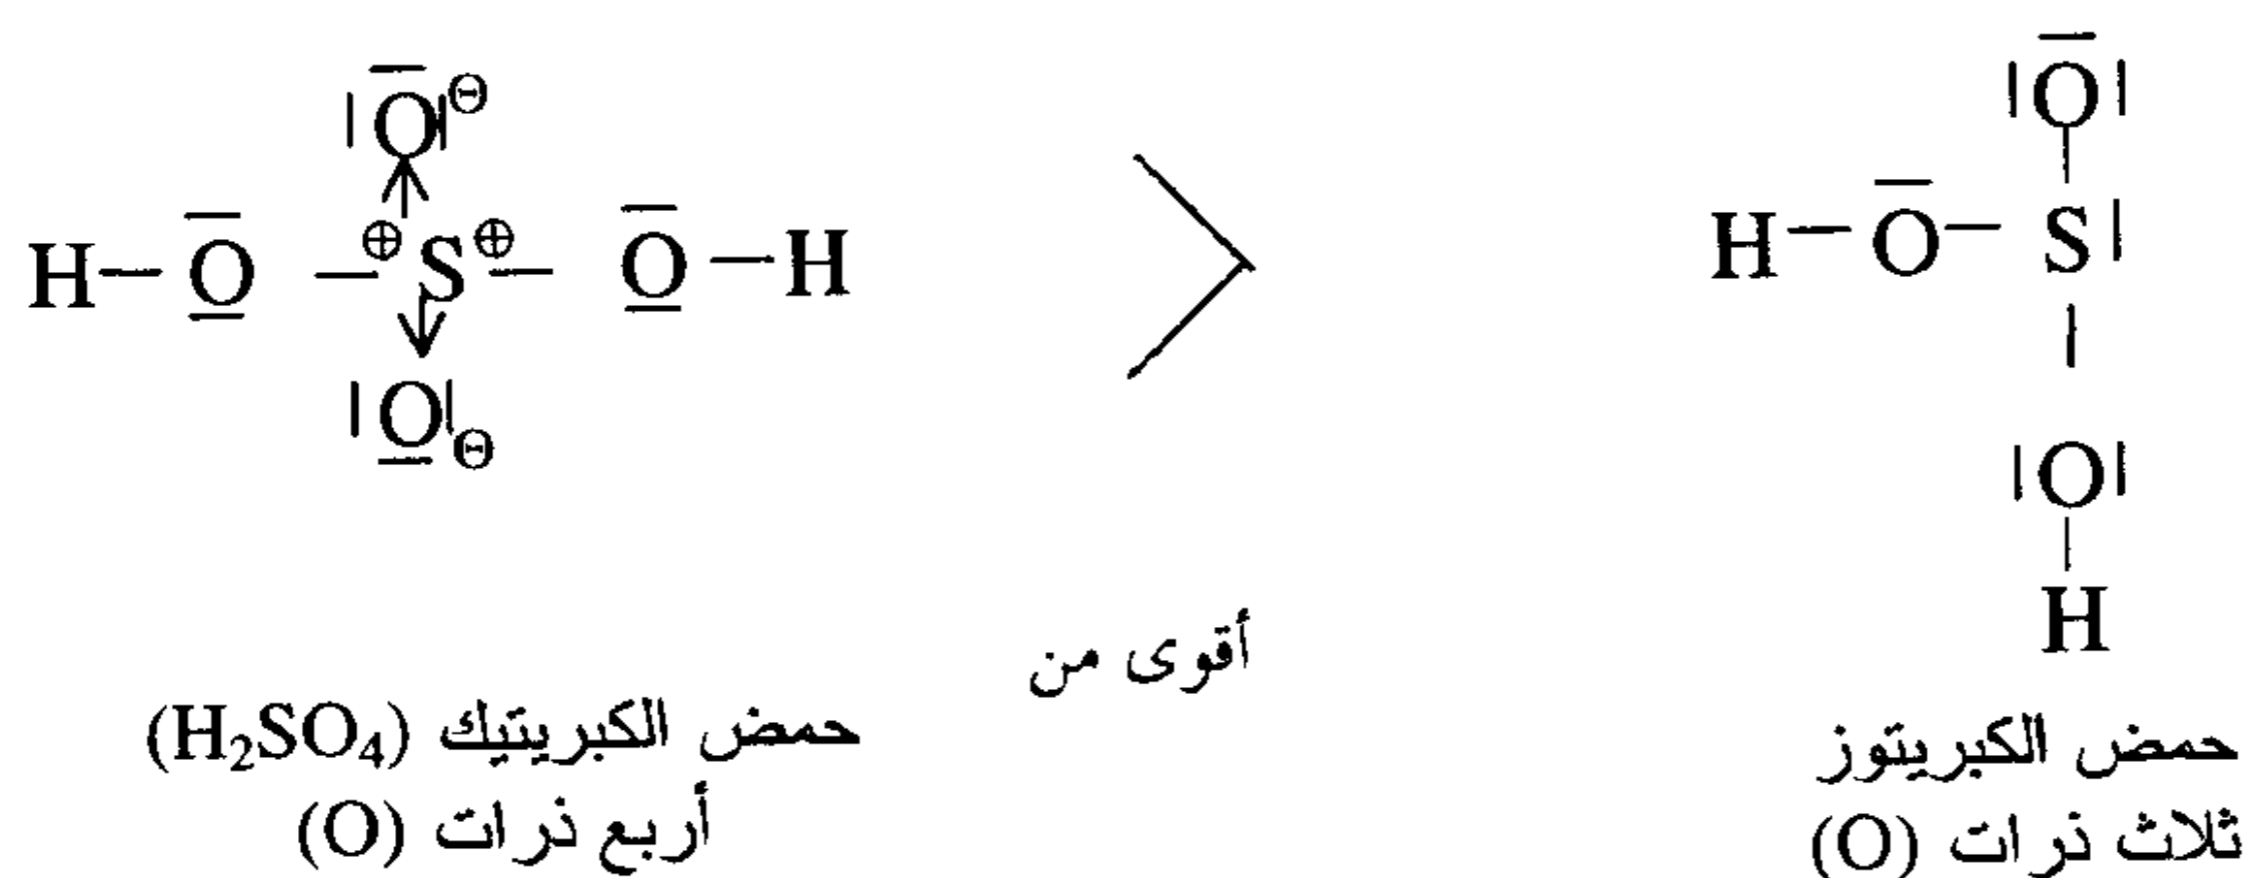 |O̅|⊖
H–O–⊕S⊕–O–H
|O|⊖
>
|O̅|
H–O̅–S|
|O|
H
أقوى من
حمض الكبريتيك (H₂SO₄)
أربع ذرات (O)
حمض الكبريتوز
ثلاث ذرات (O)